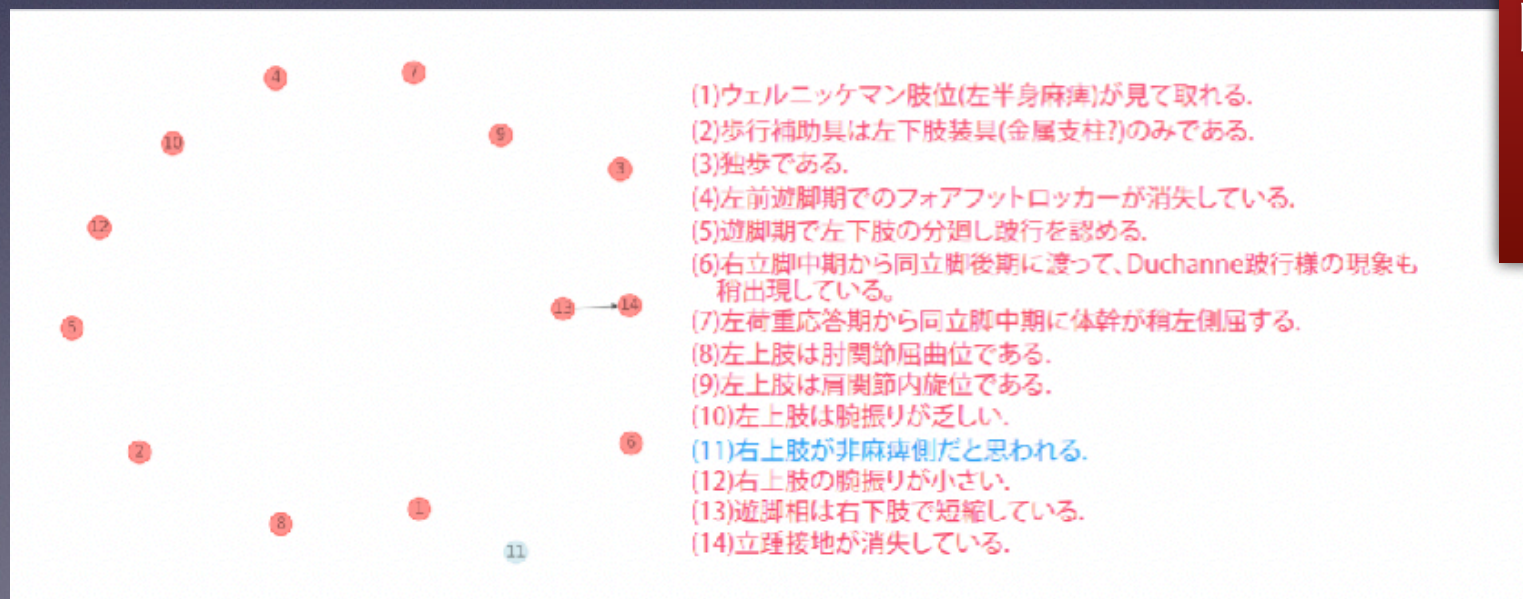 4
7
10
9
3
12
13
14
5
2
6
8
1
11
(1)ウェルニッケマン肢位(左半身麻痺)が見て取れる.
(2)歩行補助具は左下肢装具(金属支柱?)のみである.
(3)独歩である.
(4)左前遊脚期でのフォアフットロッカーが消失している.
(5)遊脚期で左下肢の分廻し跛行を認める.
(6)右立脚中期から同立脚後期に渡って、Duchanne跛行様の現象も
稍出現している。
(7)左荷重応答期から同立脚中期に体幹が稍左側屈する.
(8)左上肢は肘関節屈曲位である.
(9)左上肢は肩関節内旋位である.
(10)左上肢は腕振りが乏しい.
(11)右上肢が非麻痺側だと思われる.
(12)右上肢の腕振りが小さい.
(13)遊脚相は右下肢で短縮している.
(14)立踵接地が消失している.